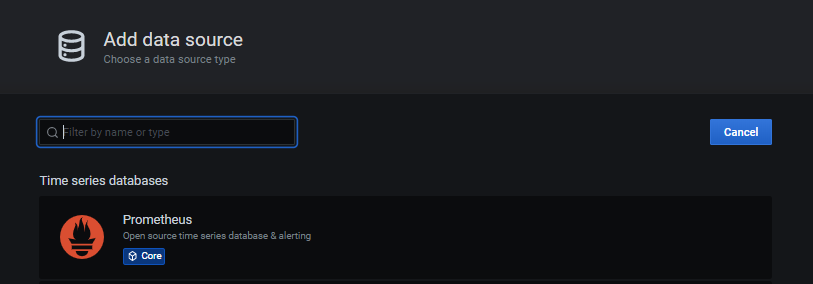 Add data source
Choose a data source type
Filter by name or type
Cancel
Time series databases
Prometheus
Open source time series database & alerting
Core